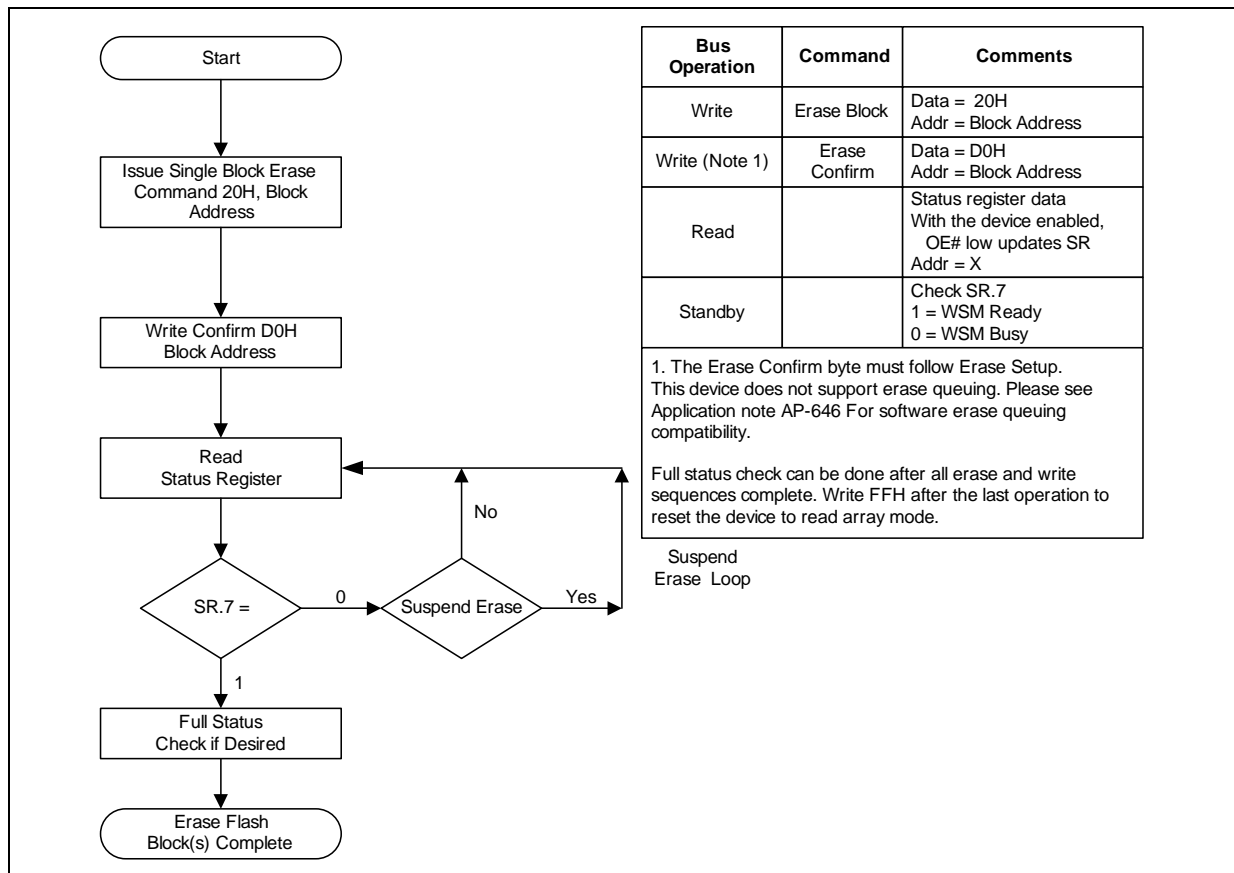 Start
Issue Single Block Erase
Command 20H, Block
Address
Write Confirm D0H
Block Address
Read
Status Register
No
SR.7 =
0
Suspend Erase
Yes
Suspend
Erase Loop
1
Full Status
Check if Desired
Erase Flash
Block(s) Complete
Bus
Operation
Command
Comments
Write
Erase Block
Data = 20H
Addr = Block Address
Write (Note 1)
Erase
Confirm
Data = D0H
Addr = Block Address
Read
Status register data
With the device enabled,
OE# low updates SR
Addr = X
Standby
Check SR.7
1 = WSM Ready
0 = WSM Busy
1. The Erase Confirm byte must follow Erase Setup.
This device does not support erase queuing. Please see
Application note AP-646 For software erase queuing
compatibility.
Full status check can be done after all erase and write
sequences complete. Write FFH after the last operation to
reset the device to read array mode.